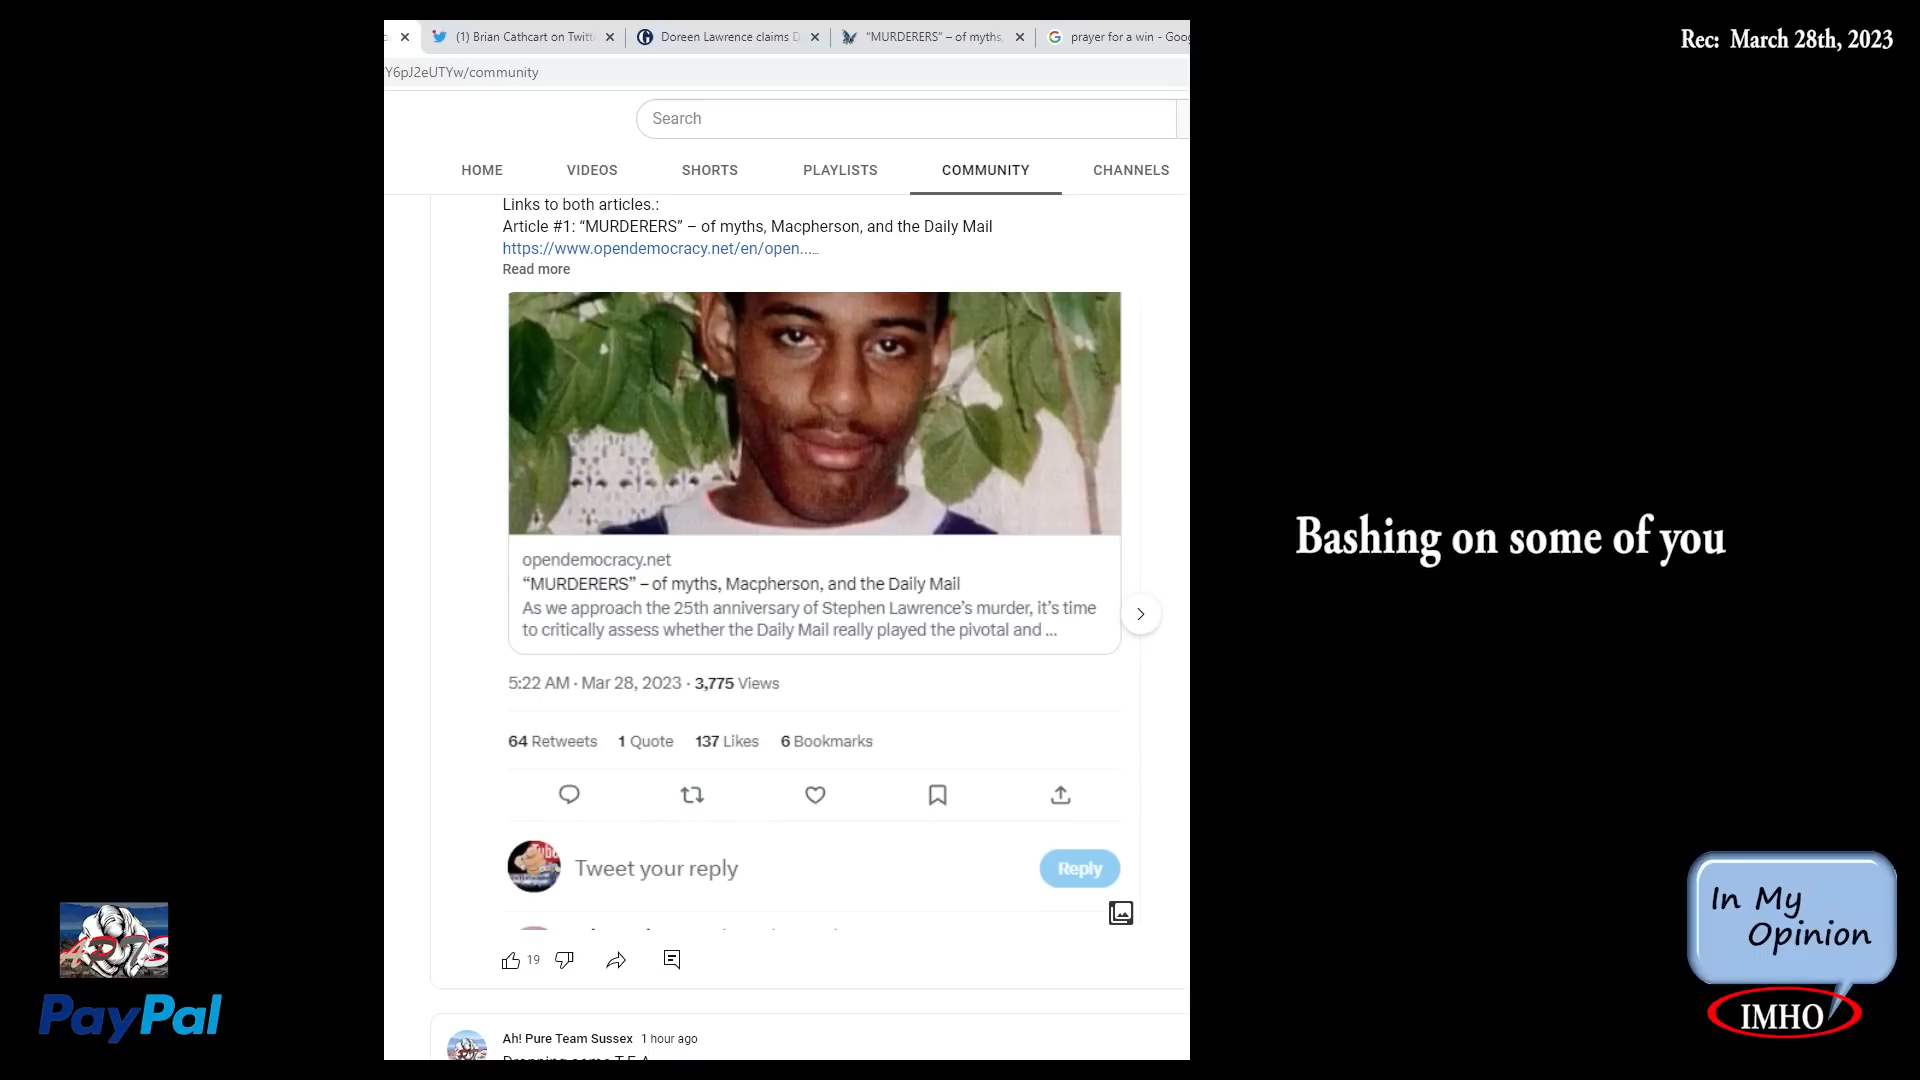 (1) Brian Cathcart on Twitt
Doreen Lawrence claims D
“MURDERERS” – of myths,
prayer for a win - Goog
Rec: March 28th, 2023
Y6pJ2eUTYw/community
Search
HOME VIDEOS SHORTS PLAYLISTS COMMUNITY CHANNELS
Links to both articles.:
Article #1: “MURDERERS” – of myths, Macpherson, and the Daily Mail
https://www.opendemocracy.net/en/open......
Read more
opendemocracy.net
“MURDERERS” – of myths, Macpherson, and the Daily Mail
As we approach the 25th anniversary of Stephen Lawrence’s murder, it’s time
to critically assess whether the Daily Mail really played the pivotal and ...
5:22 AM · Mar 28, 2023 · 3,775 Views
64 Retweets 1 Quote 137 Likes 6 Bookmarks
Tweet your reply
Reply
19
Ah! Pure Team Sussex 1 hour ago
Bashing on some of you
APTS
PayPal
In My
Opinion
IMHO